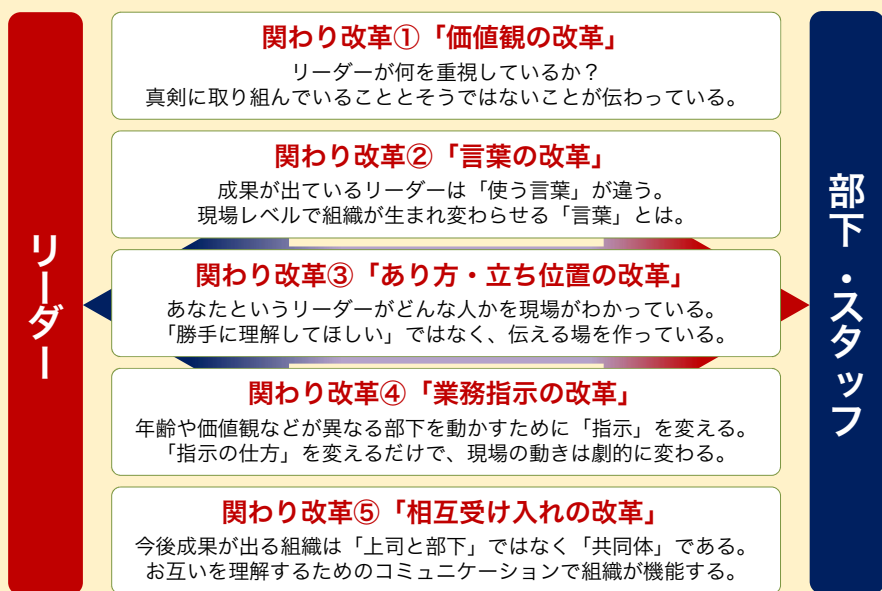 リーダー
関わり改革①「価値観の改革」
リーダーが何を重視しているか？
真剣に取り組んでいることとそうではないことが伝わっている。
関わり改革②「言葉の改革」
成果が出ているリーダーは「使う言葉」が違う。
現場レベルで組織が生まれ変わらせる「言葉」とは。
関わり改革③「あり方・立ち位置の改革」
あなたというリーダーがどんな人かを現場がわかっている。
「勝手に理解してほしい」ではなく、伝える場を作っている。
関わり改革④「業務指示の改革」
年齢や価値観などが異なる部下を動かすために「指示」を変える。
「指示の仕方」を変えるだけで、現場の動きは劇的に変わる。
関わり改革⑤「相互受け入れの改革」
今後成果が出る組織は「上司と部下」ではなく「共同体」である。
お互いを理解するためのコミュニケーションで組織が機能する。
部下・スタッフ